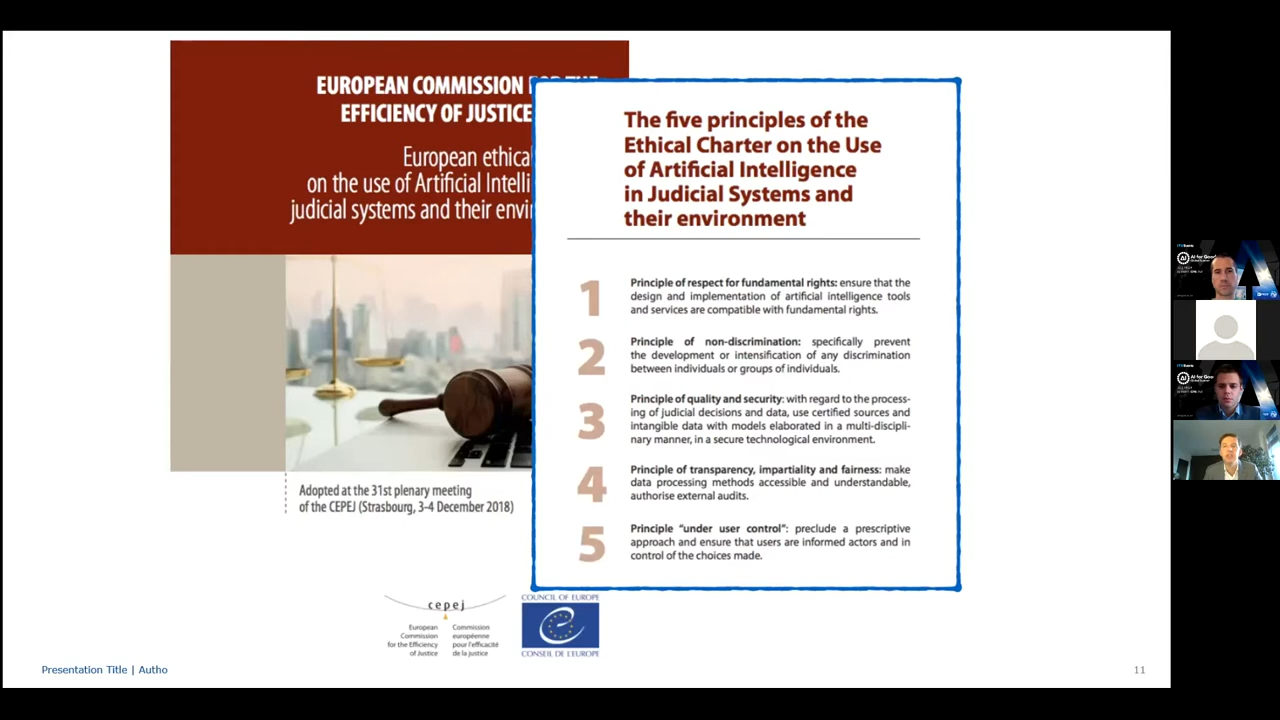 EUROPEAN COMMISSION
EFFICIENCY OF JUSTICE
European ethical
on the use of Artificial Intelli
judicial systems and their envir
Adopted at the 31st plenary meeting
of the CEPEJ (Strasbourg, 3-4 December 2018)
The five principles of the
Ethical Charter on the Use
of Artificial Intelligence
in Judicial Systems and
their environment
1
Principle of respect for fundamental rights: ensure that the
design and implementation of artificial intelligence tools
and services are compatible with fundamental rights.
2
Principle of non-discrimination: specifically prevent
the development or intensification of any discrimination
between individuals or groups of individuals.
3
Principle of quality and security: with regard to the process-
ing of judicial decisions and data, use certified sources and
intangible data with models elaborated in a multi-discipli-
nary manner, in a secure technological environment.
4
Principle of transparency, impartiality and fairness: make
data processing methods accessible and understandable,
authorise external audits.
5
Principle “under user control”: preclude a prescriptive
approach and ensure that users are informed actors and in
control of the choices made.
cepej
European
Commission
for the Efficiency
of Justice
Commission
européenne
pour l'efficacité
de la justice
COUNCIL OF EUROPE
CONSEIL DE L'EUROPE
Presentation Title | Autho
11
AI for Good
AI for Good